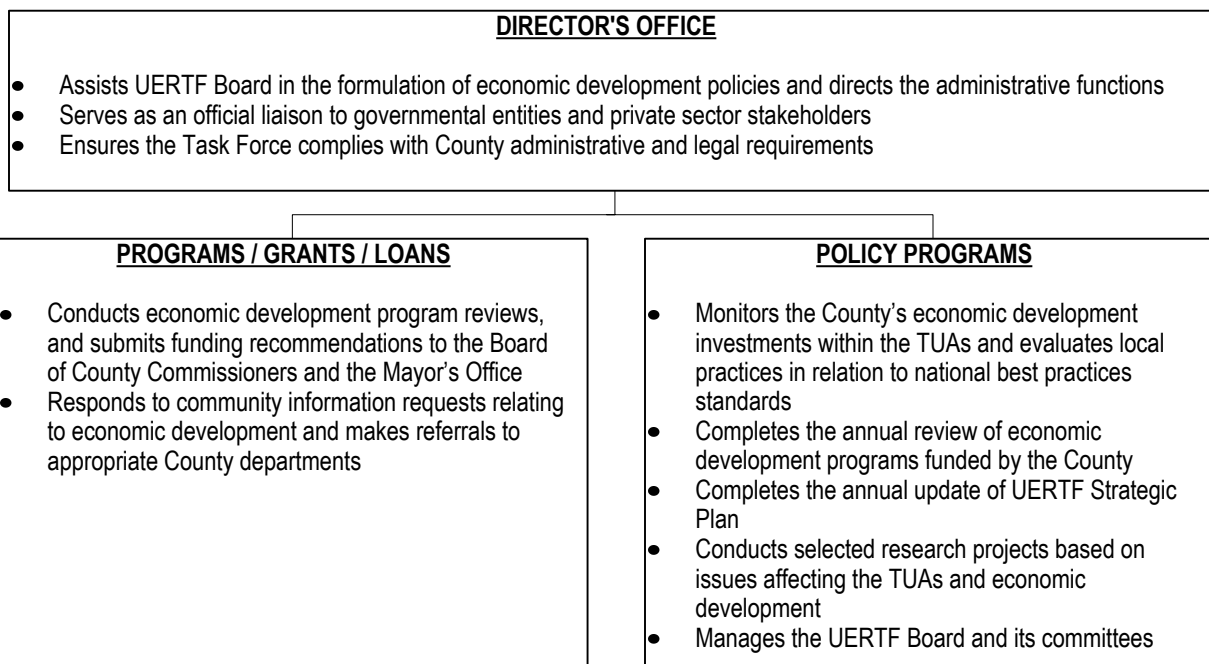 DIRECTOR'S OFFICE
● Assists UERTF Board in the formulation of economic development policies and directs the administrative functions
● Serves as an official liaison to governmental entities and private sector stakeholders
● Ensures the Task Force complies with County administrative and legal requirements
PROGRAMS / GRANTS / LOANS
● Conducts economic development program reviews,
and submits funding recommendations to the Board
of County Commissioners and the Mayor’s Office
● Responds to community information requests relating
to economic development and makes referrals to
appropriate County departments
POLICY PROGRAMS
● Monitors the County’s economic development
investments within the TUAs and evaluates local
practices in relation to national best practices
standards
● Completes the annual review of economic
development programs funded by the County
● Completes the annual update of UERTF Strategic
Plan
● Conducts selected research projects based on
issues affecting the TUAs and economic
development
● Manages the UERTF Board and its committees